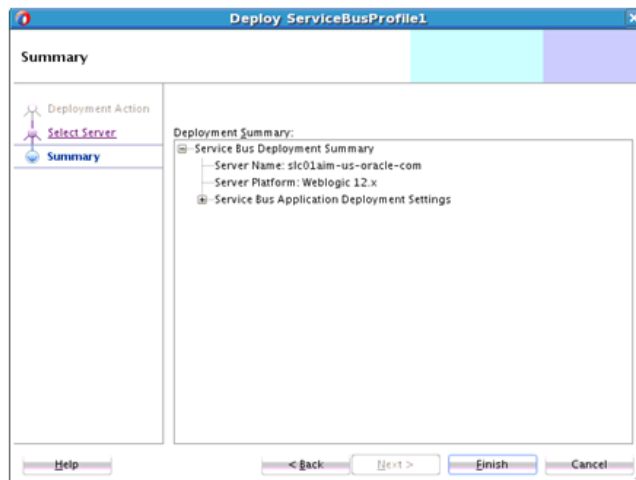 Deploy ServiceBusProfile1
Summary
Deployment Action
Select Server
Summary
Deployment Summary:
Service Bus Deployment Summary
Server Name: slc01aim-us-oracle-com
Server Platform: Weblogic 12.x
Service Bus Application Deployment Settings
Help
< Back
Next >
Finish
Cancel